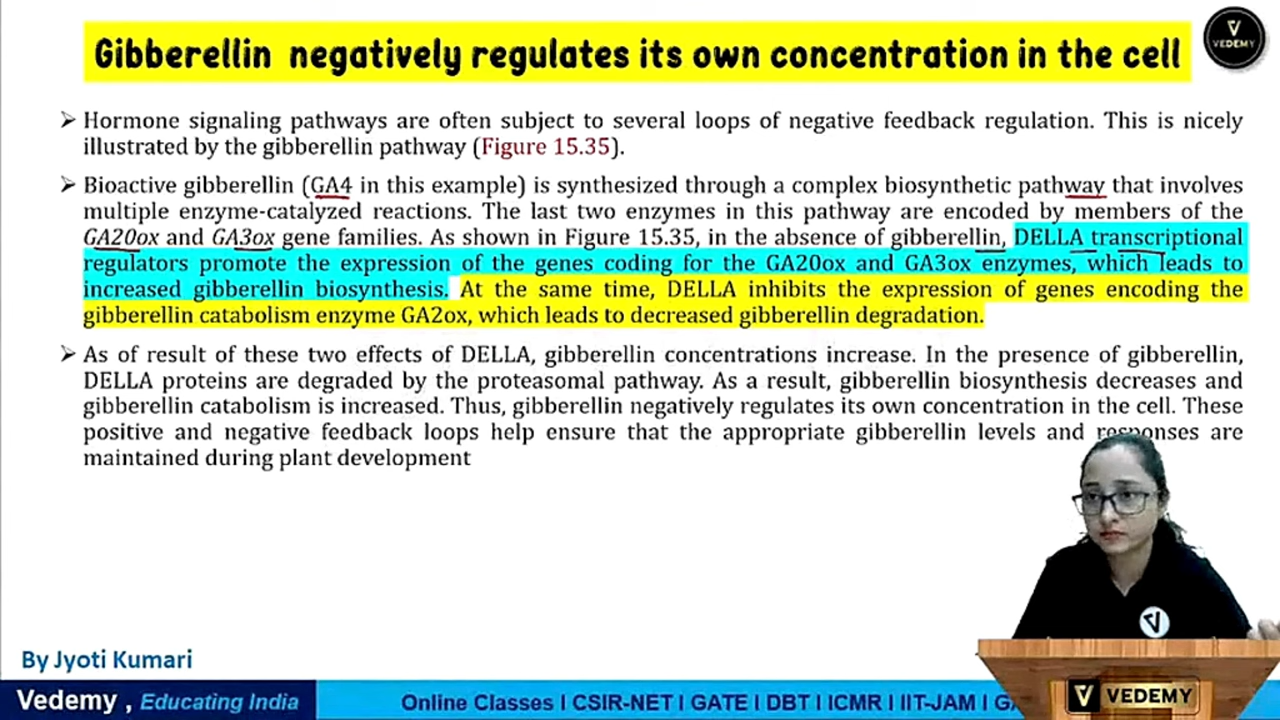 Gibberellin negatively regulates its own concentration in the cell
VEDEMY
➢ Hormone signaling pathways are often subject to several loops of negative feedback regulation. This is nicely
illustrated by the gibberellin pathway (Figure 15.35).
➢ Bioactive gibberellin (GA4 in this example) is synthesized through a complex biosynthetic pathway that involves
multiple enzyme-catalyzed reactions. The last two enzymes in this pathway are encoded by members of the
GA20ox and GA3ox gene families. As shown in Figure 15.35, in the absence of gibberellin, DELLA transcriptional
regulators promote the expression of the genes coding for the GA20ox and GA3ox enzymes, which leads to
increased gibberellin biosynthesis. At the same time, DELLA inhibits the expression of genes encoding the
gibberellin catabolism enzyme GA2ox, which leads to decreased gibberellin degradation.
➢ As of result of these two effects of DELLA, gibberellin concentrations increase. In the presence of gibberellin,
DELLA proteins are degraded by the proteasomal pathway. As a result, gibberellin biosynthesis decreases and
gibberellin catabolism is increased. Thus, gibberellin negatively regulates its own concentration in the cell. These
positive and negative feedback loops help ensure that the appropriate gibberellin levels and responses are
maintained during plant development
By Jyoti Kumari
Vedemy , Educating India
Online Classes I CSIR-NET I GATE I DBT I ICMR I IIT-JAM I
VEDEMY